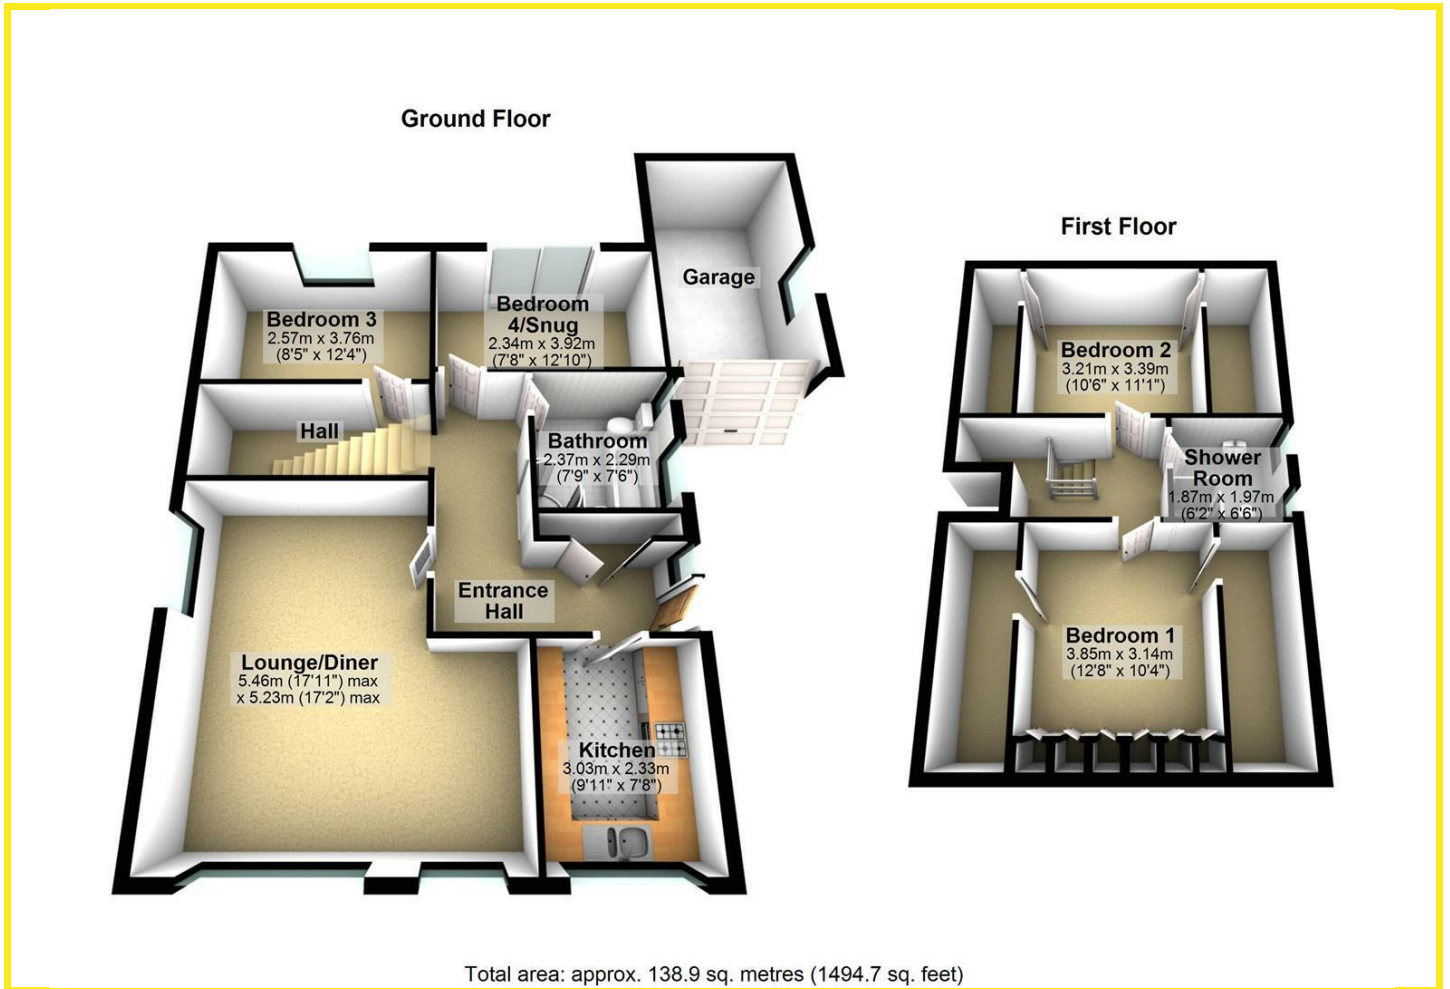 Ground Floor
Garage
Bedroom 3
2.57m x 3.76m
(8'5" x 12'4")
Bedroom
4/Snug
2.34m x 3.92m
(7'8" x 12'10")
Hall
Bathroom
2.37m x 2.29m
(7'9" x 7'6")
Entrance
Hall
Lounge/Diner
5.46m (17'11") max
x 5.23m (17'2") max
Kitchen
3.03m x 2.33m
(9'11" x 7'8")
First Floor
Bedroom 2
3.21m x 3.39m
(10'6" x 11'1")
Shower
Room
1.87m x 1.97m
(6'2" x 6'6")
Bedroom 1
3.85m x 3.14m
(12'8" x 10'4")
Total area: approx. 138.9 sq. metres (1494.7 sq. feet)